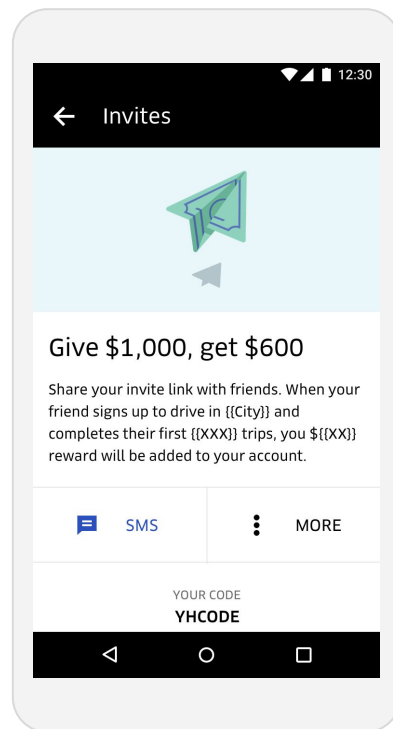 12:30
Invites
Give $1,000, get $600
Share your invite link with friends. When your
friend signs up to drive in {{City}} and
completes their first {{XXX}} trips, you ${{XX}}
reward will be added to your account.
SMS
MORE
YOUR CODE
YHCODE